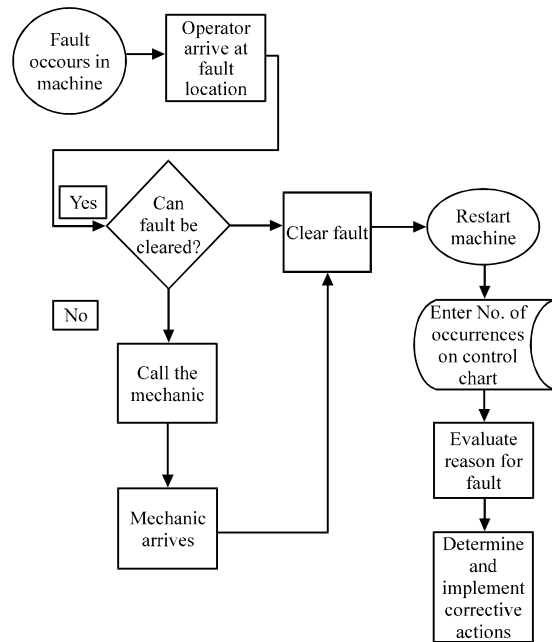 Fault
occurs in
machine
Operator
arrive at
fault
location
Yes
Can
fault be
cleared?
Clear fault
Restart
machine
No
Enter No. of
occurrences
on control
chart
Call the
mechanic
Evaluate
reason for
fault
Mechanic
arrives
Determine
and
implement
corrective
actions